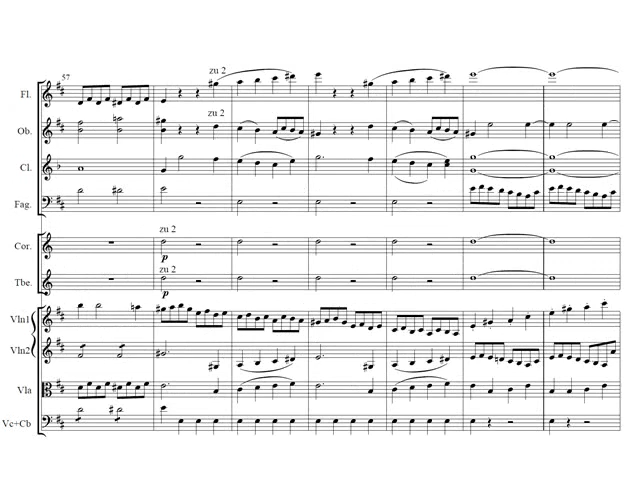 57
zu 2
Fl.
zu 2
Ob.
Cl.
Fag.
zu 2
Cor.
p
zu 2
Tbe.
p
Vln1
Vln2
Vla
Vc+Cb